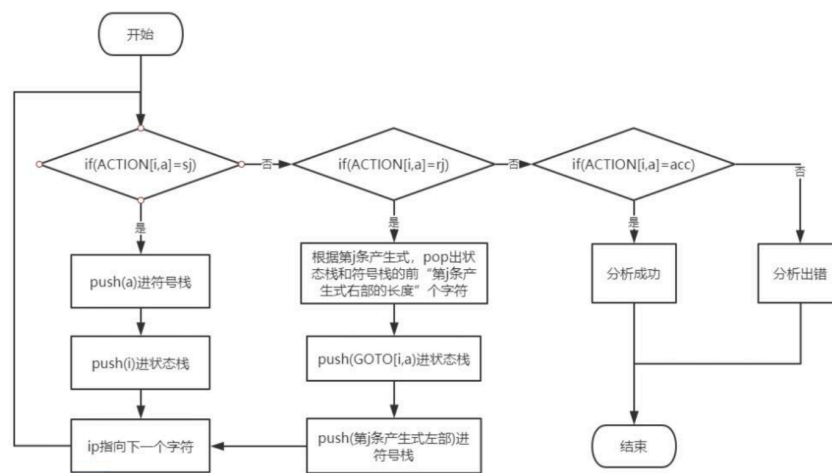 开始
if(ACTION[i,a]=sj)
否
if(ACTION[i,a]=rj)
否
if(ACTION[i,a]=acc)
否
是
是
是
push(a)进符号栈
根据第j条产生式，pop出状
态栈和符号栈的前“第j条产
生式右部的长度”个字符
分析成功
分析出错
push(i)进状态栈
push(GOTO[i,a)进状态栈
ip指向下一个字符
push(第j条产生式左部)进
符号栈
结束